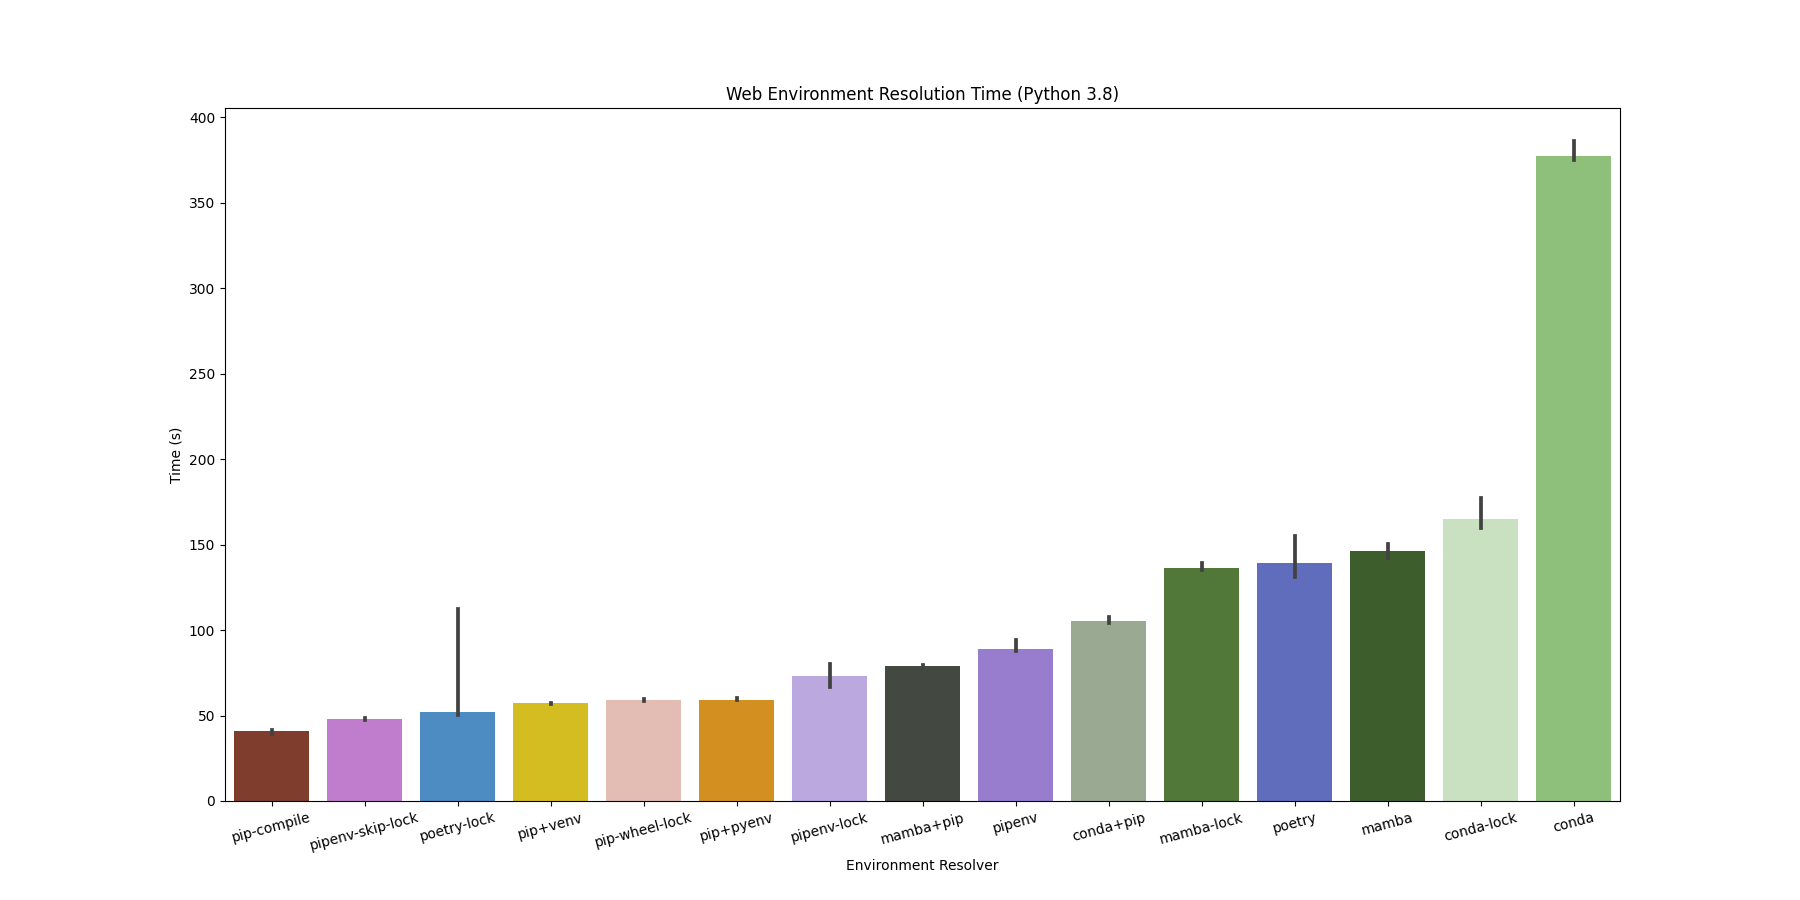 Web Environment Resolution Time (Python 3.8)
400
350
300
250
200
150
100
50
0
Time (s)
pip-compile
pipenv-skip-lock
poetry-lock
pip+venv
pip-wheel-lock
pip+pyenv
pipenv-lock
mamba+pip
pipenv
conda+pip
mamba-lock
poetry
mamba
conda-lock
conda
Environment Resolver